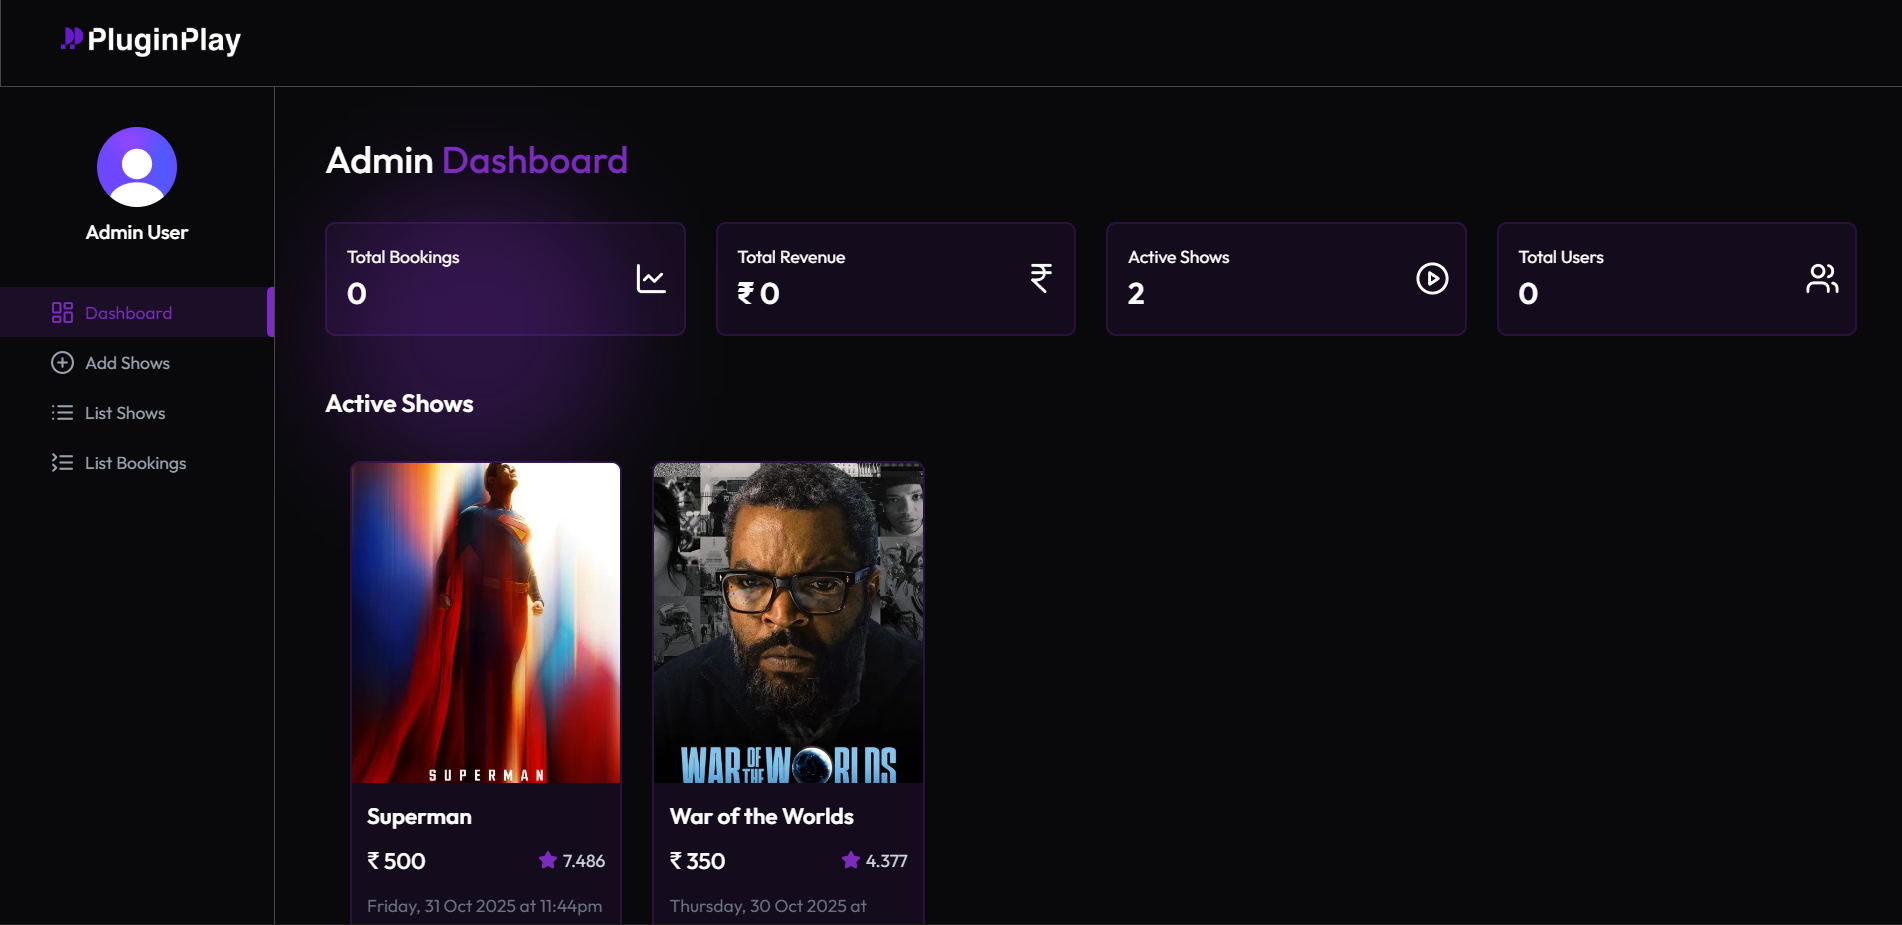 PluginPlay
Admin User
Dashboard
Add Shows
List Shows
List Bookings
Admin Dashboard
Total Bookings
0
Total Revenue
₹ 0
Active Shows
2
Total Users
0
Active Shows
SUPERMAN
Superman
₹ 500
7.486
Friday, 31 Oct 2025 at 11:44pm
WAR OF THE WORLDS
War of the Worlds
₹ 350
4.377
Thursday, 30 Oct 2025 at